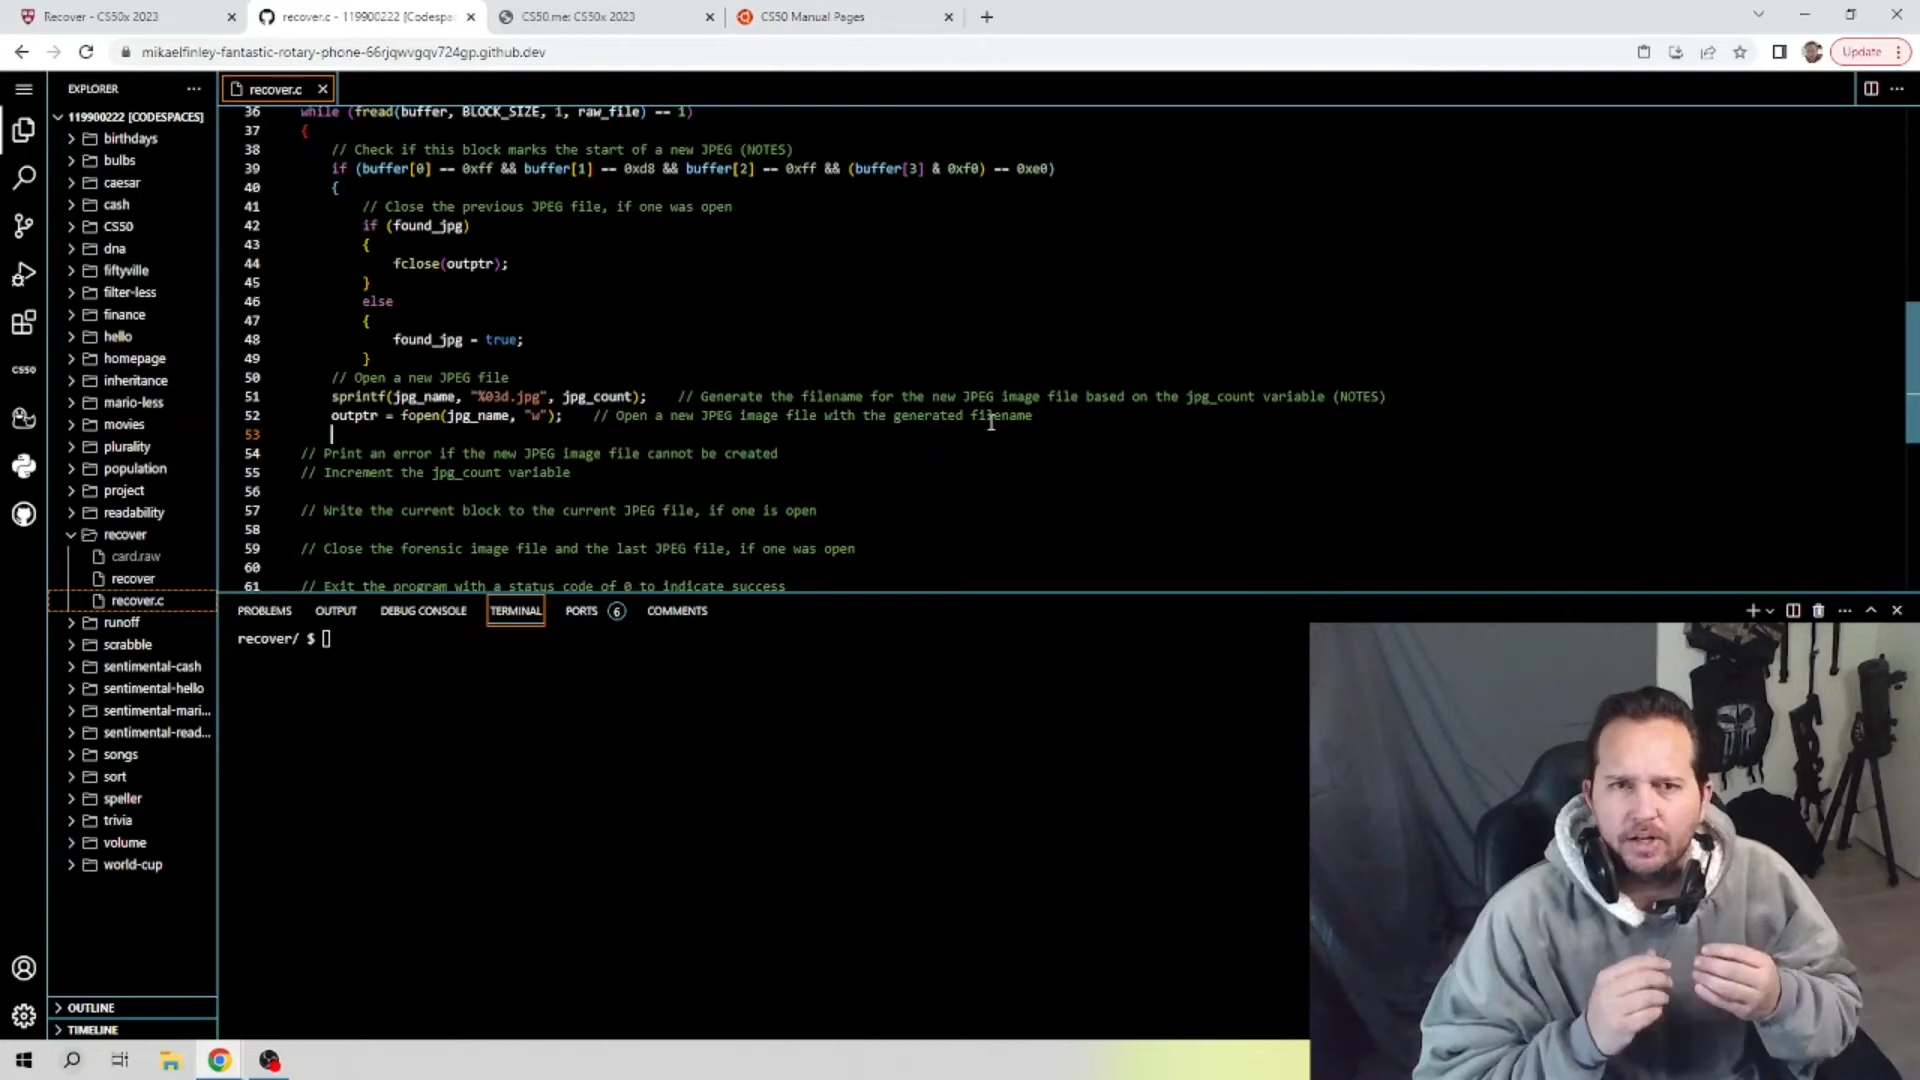 Recover - CS50x 2023
recover.c - 119900222 [Codespac
CS50.me: CS50x 2023
CS50 Manual Pages
mikaelfinley-fantastic-rotary-phone-66rjqwvgqv724gp.github.dev
Update
EXPLORER
recover.c
119900222 [CODESPACES]
birthdays
bulbs
caesar
cash
CS50
dna
fiftyville
filter-less
finance
hello
homepage
inheritance
mario-less
movies
plurality
population
project
readability
recover
card.raw
recover
recover.c
runoff
scrabble
sentimental-cash
sentimental-hello
sentimental-mari...
sentimental-read...
songs
sort
speller
trivia
volume
world-cup
OUTLINE
TIMELINE
CS50
36 while (fread(buffer, BLOCK_SIZE, 1, raw_file) == 1)
37 {
38 // Check if this block marks the start of a new JPEG (NOTES)
39 if (buffer[0] == 0xff && buffer[1] == 0xd8 && buffer[2] == 0xff && (buffer[3] & 0xf0) == 0xe0)
40 {
41 // Close the previous JPEG file, if one was open
42 if (found_jpg)
43 {
44 fclose(outptr);
45 }
46 else
47 {
48 found_jpg = true;
49 }
50 // Open a new JPEG file
51 sprintf(jpg_name, "%03d.jpg", jpg_count); // Generate the filename for the new JPEG image file based on the jpg_count variable (NOTES)
52 outptr = fopen(jpg_name, "w"); // Open a new JPEG image file with the generated filename
53
54 // Print an error if the new JPEG image file cannot be created
55 // Increment the jpg_count variable
56
57 // Write the current block to the current JPEG file, if one is open
58
59 // Close the forensic image file and the last JPEG file, if one was open
60
61 // Exit the program with a status code of 0 to indicate success
PROBLEMS OUTPUT DEBUG CONSOLE TERMINAL PORTS 6 COMMENTS
recover/ $